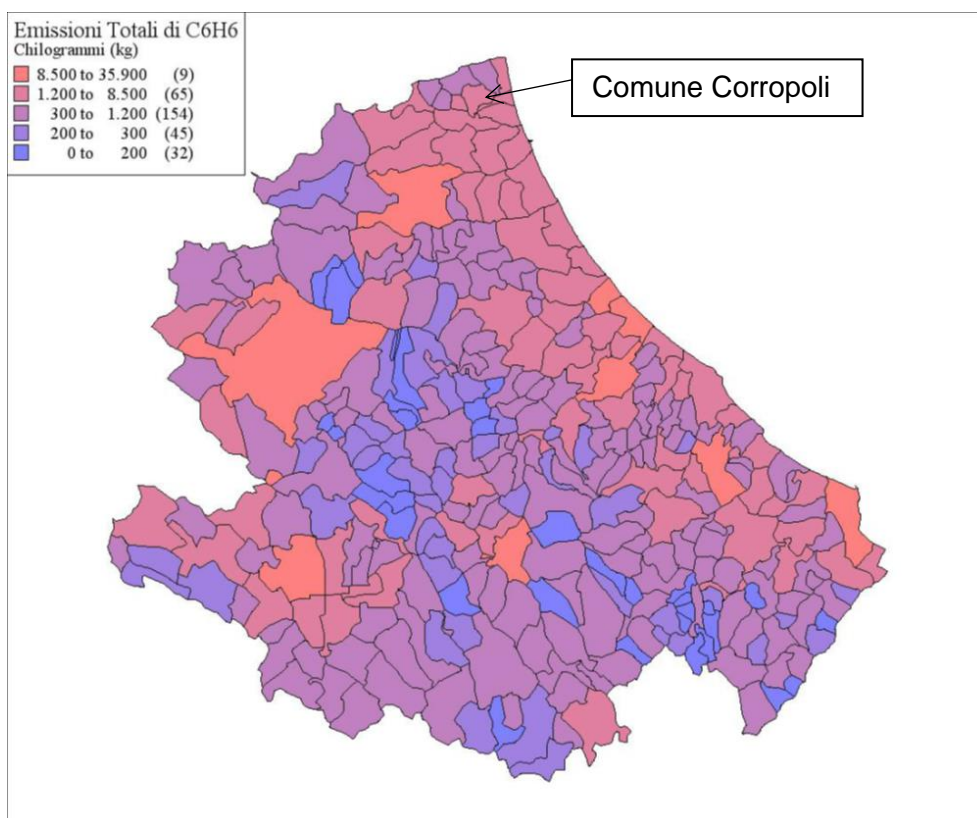 Emissioni Totali di C6H6
Chilogrammi (kg)
8.500 to 35.900 (9)
1.200 to 8.500 (65)
300 to 1.200 (154)
200 to 300 (45)
0 to 200 (32)
Comune Corropoli